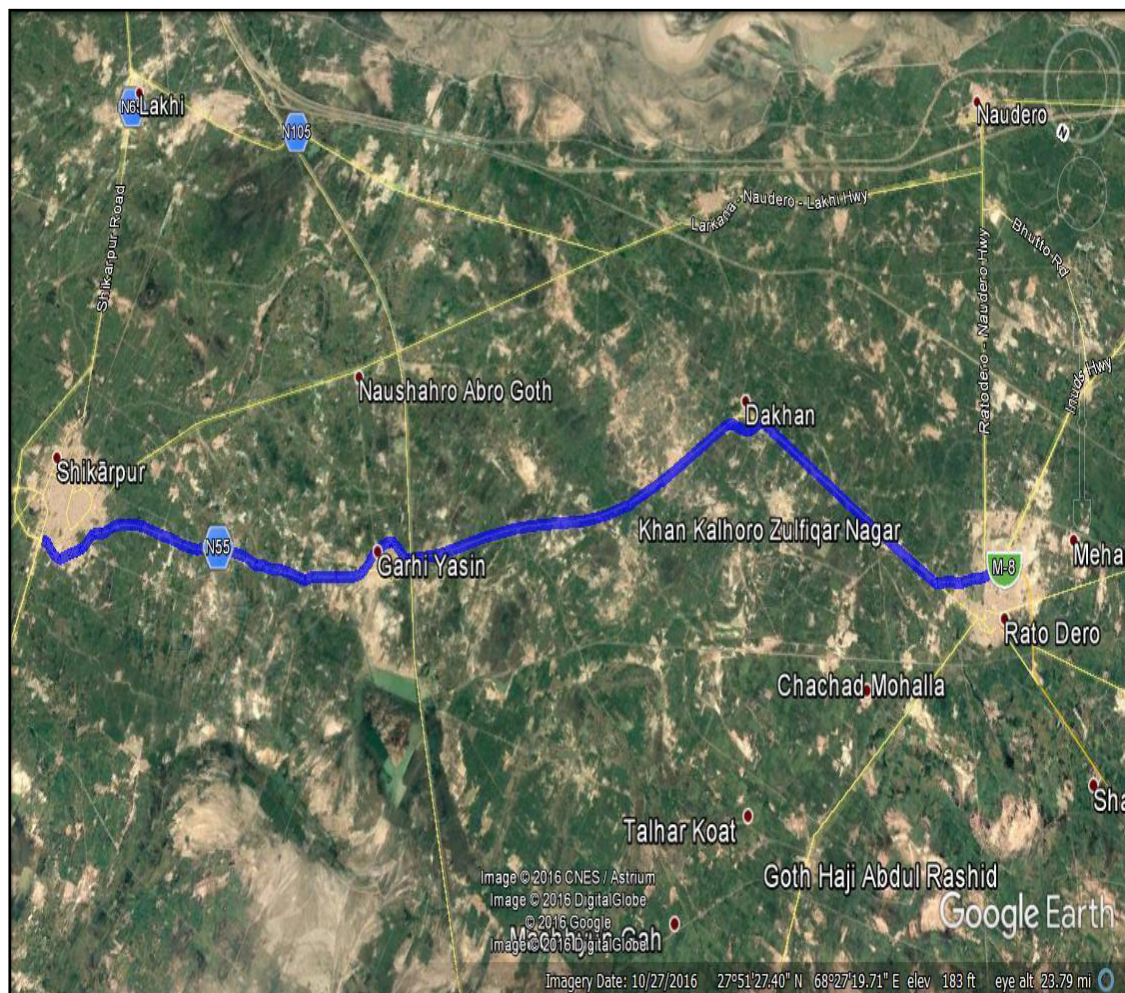 N65
Lakhi
N105
Naudero
N
Shikarpur Road
Larkana - Naudero - Lakhi Hwy
Ratodero - Naudero Hwy
Bhutto Rd
Hwy
Naushahro Abro Goth
Dakhan
Shikārpur
N55
Garhi Yasin
Khan Kalhoro Zulfiqar Nagar
M-8
Meha
Rato Dero
Chachad Mohalla
Sha
Talhar Koat
Goth Haji Abdul Rashid
Image © 2016 CNES / Astrium
Image © 2016 DigitalGlobe
© 2016 Google
Gah
Image © 2016 DigitalGlobe
Google Earth
Imagery Date: 10/27/2016 27°51'27.40" N 68°27'19.71" E elev 183 ft eye alt 23.79 mi